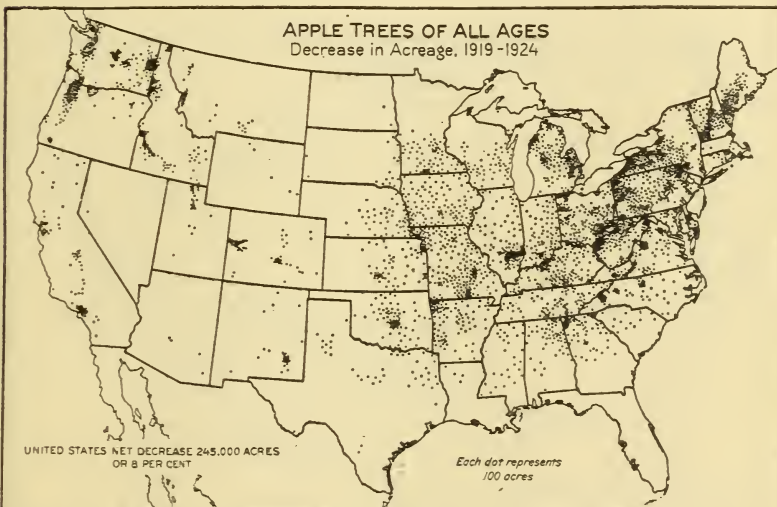 APPLE TREES OF ALL AGES
Decrease in Acreage, 1919-1924
UNITED STATES NET DECREASE 245,000 ACRES
OR 8 PER CENT
Each dot represents
100 acres